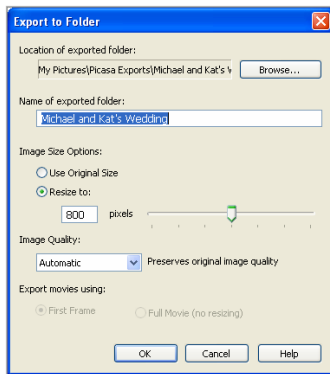 Export to Folder
Location of exported folder:
My Pictures\Picasa Exports\Michael and Kat's
Browse...
Name of exported folder:
Michael and Kat's Wedding
Image Size Options:
Use Original Size
Resize to:
800 pixels
Image Quality:
Automatic Preserves original image quality
Export movies using:
First Frame Full Movie (no resizing)
OK Cancel Help